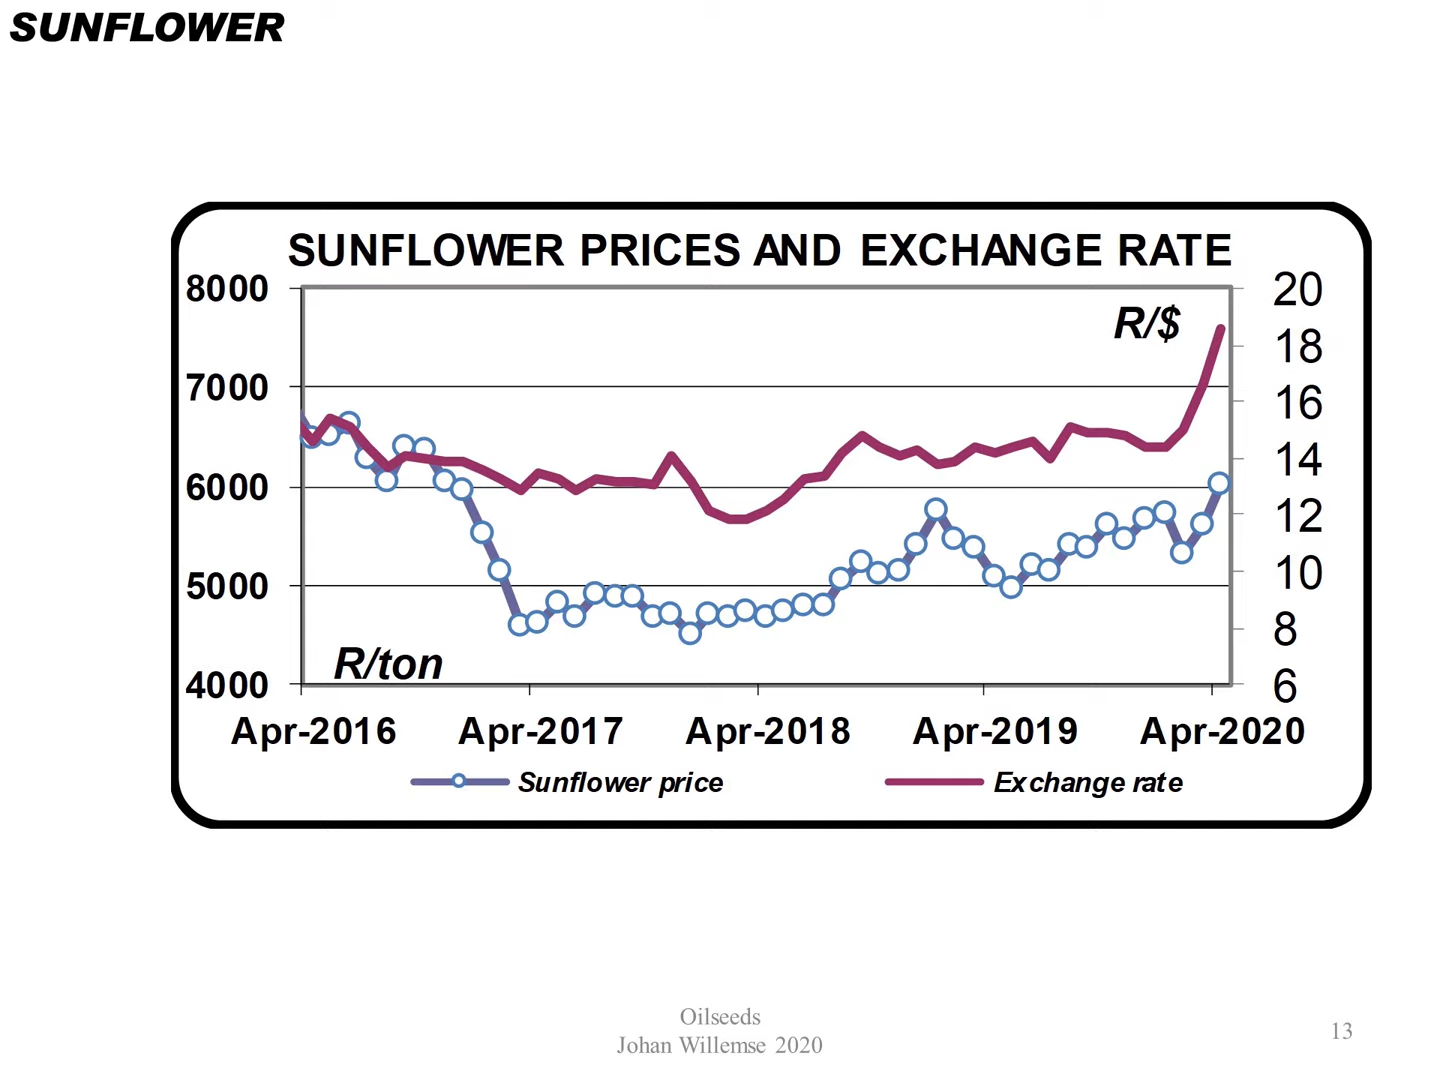 SUNFLOWER
SUNFLOWER PRICES AND EXCHANGE RATE
8000
7000
6000
5000
4000
R/$
R/ton
20
18
16
14
12
10
8
6
Apr-2016 Apr-2017 Apr-2018 Apr-2019 Apr-2020
Sunflower price Exchange rate
Oilseeds
Johan Willemse 2020
13